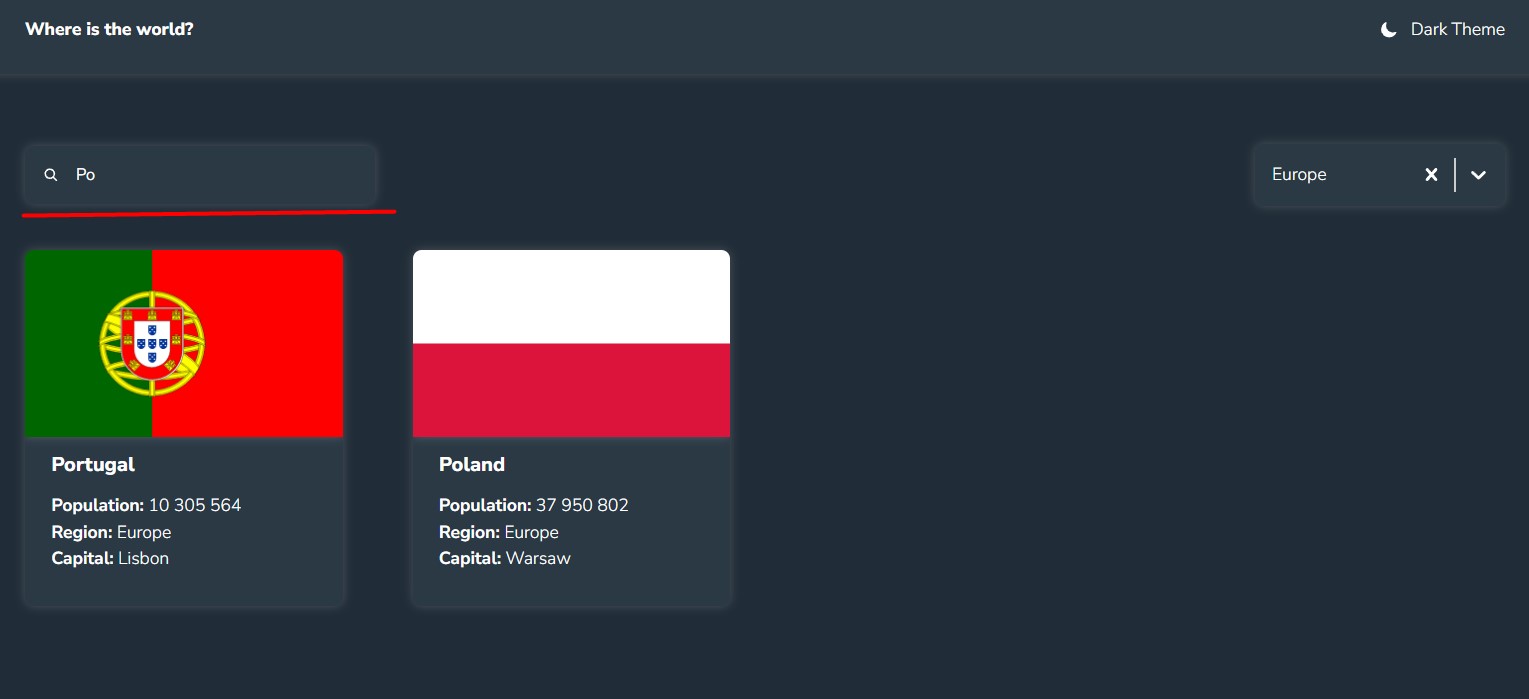 Where is the world?
Dark Theme
Po
Europe
Portugal
Population: 10 305 564
Region: Europe
Capital: Lisbon
Poland
Population: 37 950 802
Region: Europe
Capital: Warsaw